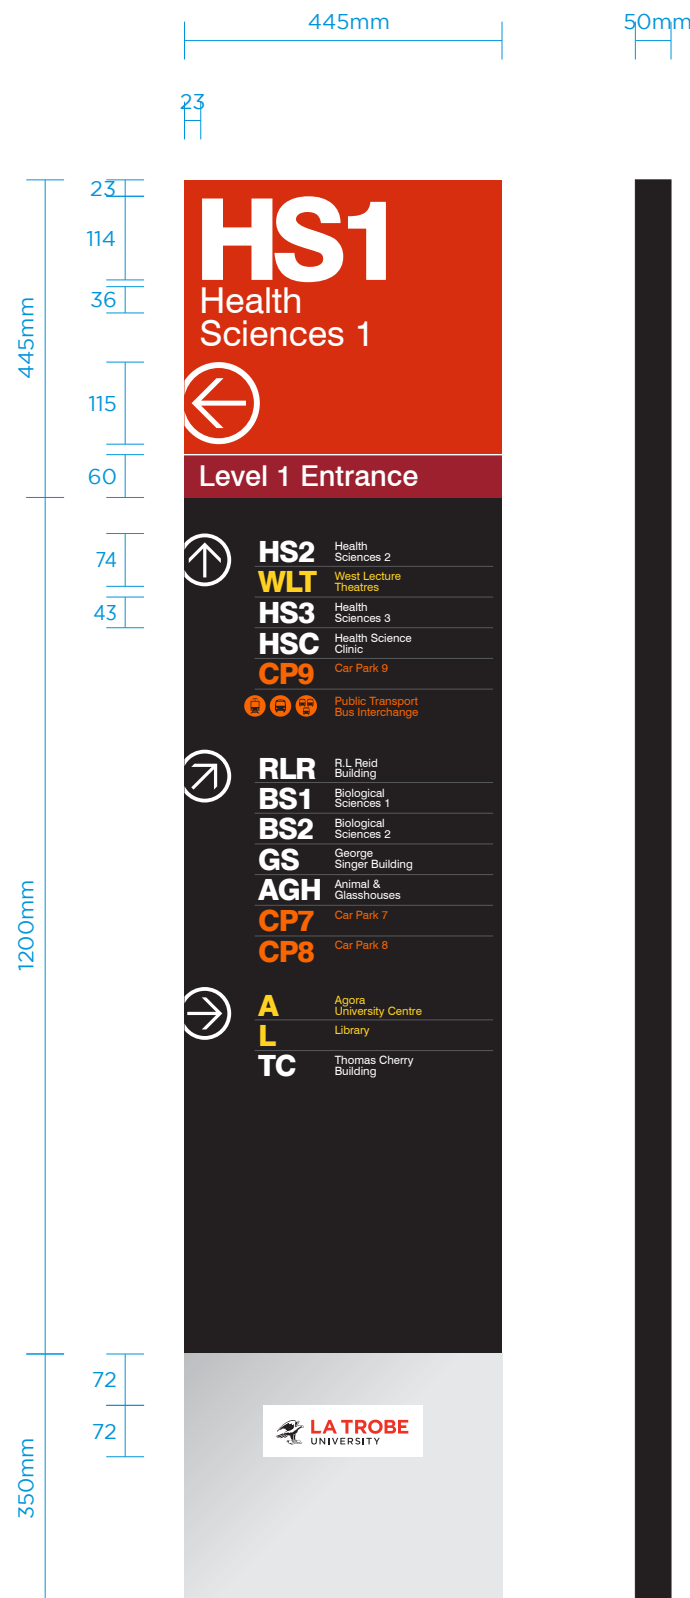 445mm
50mm
23
23
114
36
445mm
115
60
HS1
Health
Sciences 1
Level 1 Entrance
74
43
HS2 Health
Sciences 2
WLT West Lecture
Theatres
HS3 Health
Sciences 3
HSC Health Science
Clinic
CP9 Car Park 9
Public Transport
Bus Interchange
RLR R.L Reid
Building
BS1 Biological
Sciences 1
BS2 Biological
Sciences 2
GS George
Singer Building
AGH Animal &
Glasshouses
CP7 Car Park 7
CP8 Car Park 8
1200mm
A Agora
University Centre
L Library
TC Thomas Cherry
Building
72
72
350mm
LA TROBE
UNIVERSITY